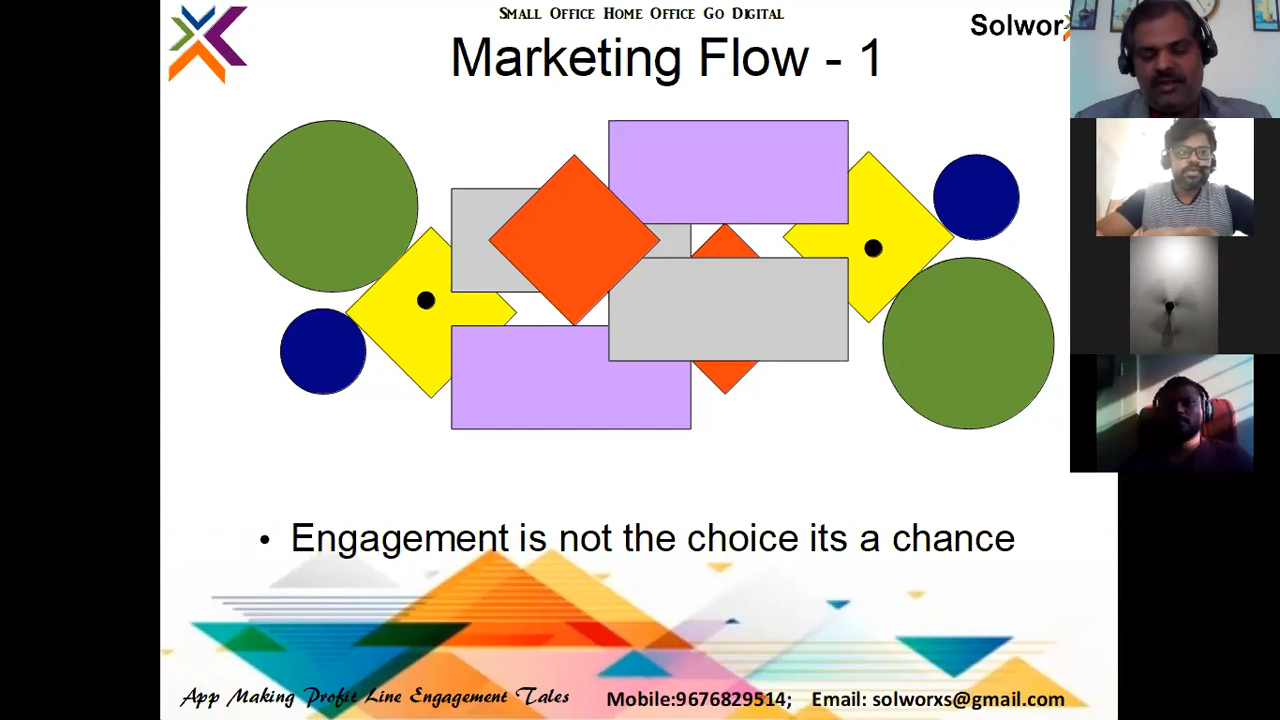 Small Office Home Office Go Digital
Solwor
Marketing Flow - 1
• Engagement is not the choice its a chance
App Making Profit Line Engagement Tales
Mobile:9676829514; Email: solworxs@gmail.com